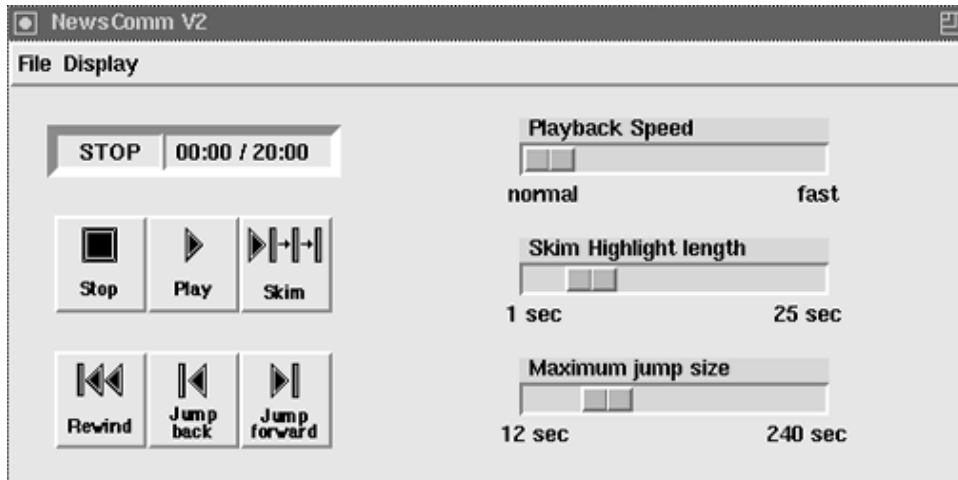 NewsComm V2
File Display
STOP 00:00 / 20:00
Stop Play Skim
Rewind Jump back Jump forward
Playback Speed
normal fast
Skim Highlight length
1 sec 25 sec
Maximum jump size
12 sec 240 sec